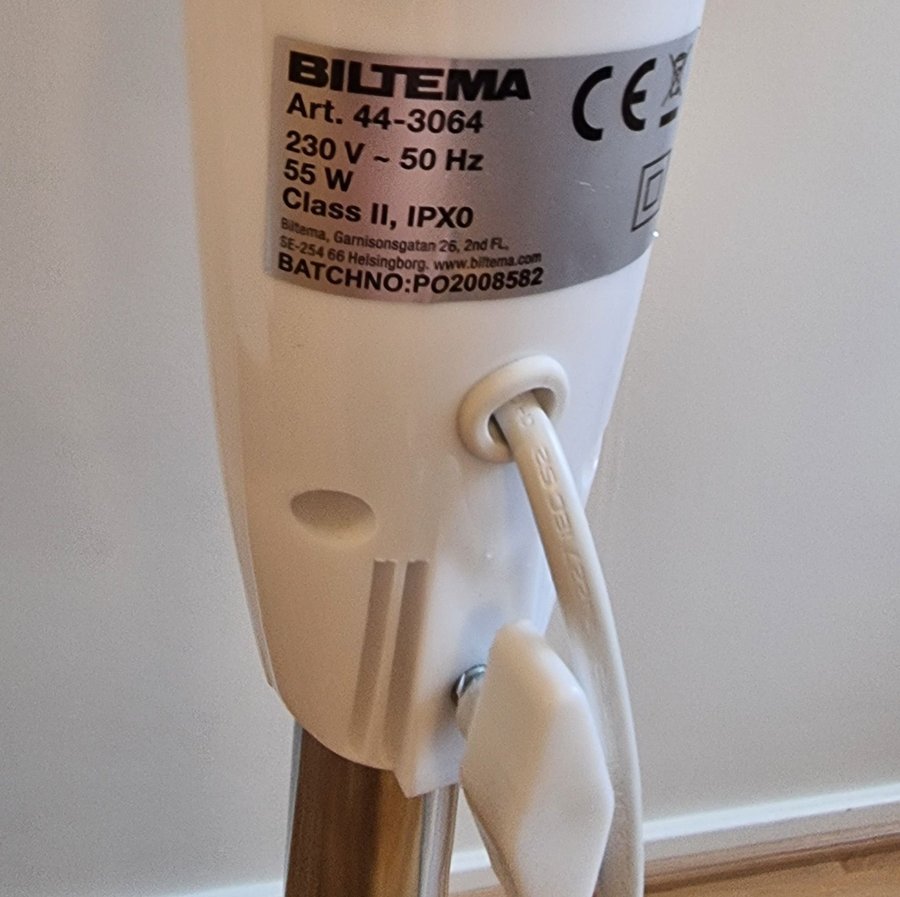 BILTEMA
Art. 44-3064
230 V ~ 50 Hz
55 W
Class II, IPX0
Biltema, Garnisonsgatan 26, 2nd FL,
SE-254 66 Helsingborg. www.biltema.com
BATCHNO:PO2008582
CE